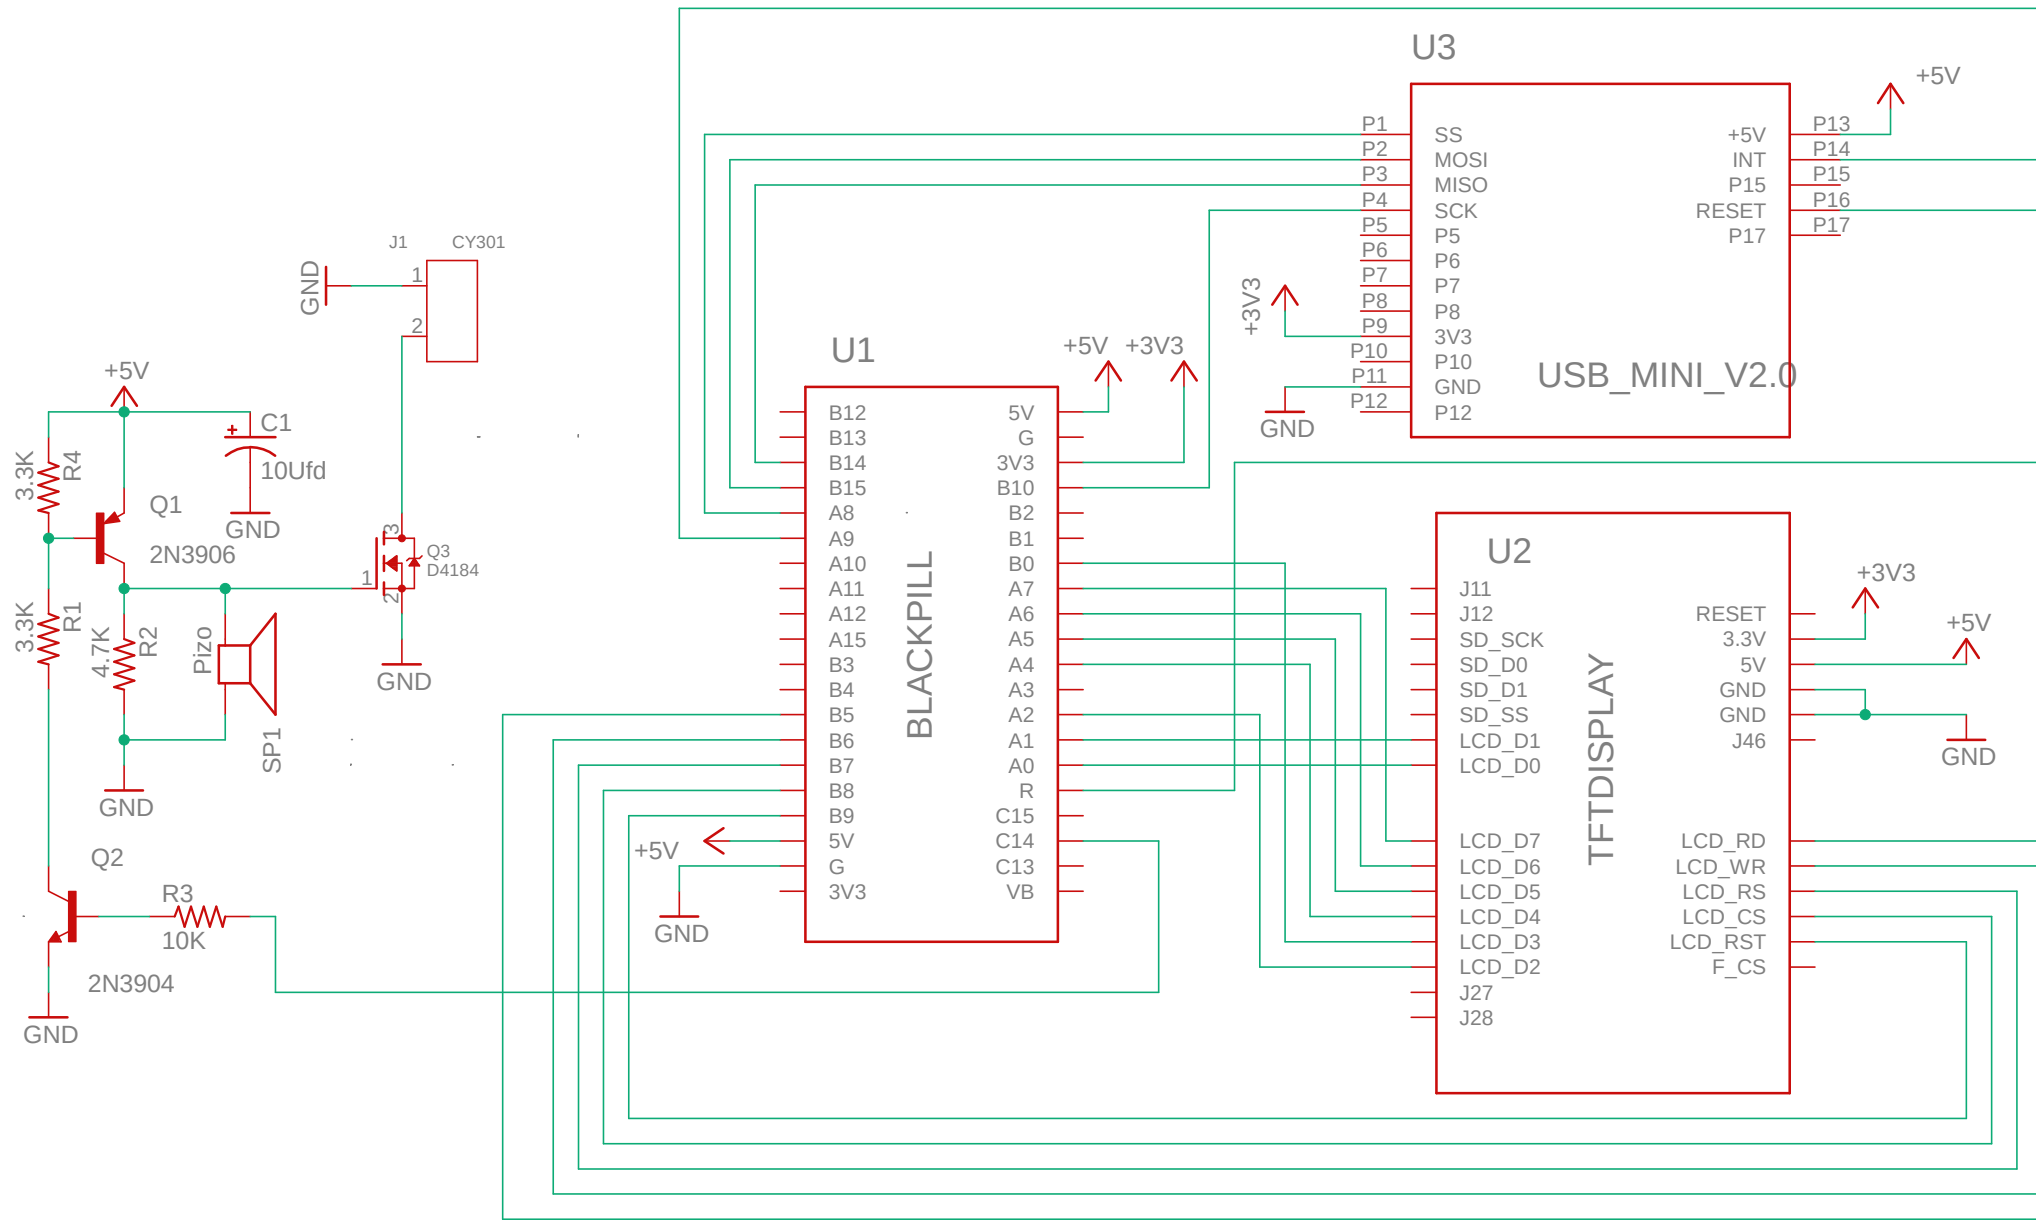 U3
+5V
P1 SS +5V P13
P2 MOSI INT P14
P3 MISO P15 P15
P4 SCK RESET P16
P5 P5 P17 P17
P6 P6
P7 P7
P8 P8
+3V3
P9 3V3
P10 P10
P11 GND
P12 P12
USB_MINI_V2.0
GND
J1 CY301
GND
1
2
+5V
C1
10Ufd
GND
3.3K
R4
Q1
2N3906
3
Q3
D4184
1
2
GND
3.3K
R1
4.7K
R2
Pizo
SP1
GND
Q2
R3
10K
2N3904
GND
U1
+5V +3V3
B12 5V
B13 G
B14 3V3
B15 B10
A8 B2
A9 B1
A10 B0
A11 A7
A12 A6
A15 A5
B3 A4
B4 A3
B5 A2
B6 A1
B7 A0
B8 R
B9 C15
5V C14
G C13
3V3 VB
BLACKPILL
+5V
GND
U2
+3V3
+5V
J11
J12 RESET
SD_SCK 3.3V
SD_D0 5V
SD_D1 GND
SD_SS GND
LCD_D1 J46
LCD_D0
GND
TFTDISPLAY
LCD_D7 LCD_RD
LCD_D6 LCD_WR
LCD_D5 LCD_RS
LCD_D4 LCD_CS
LCD_D3 LCD_RST
LCD_D2 F_CS
J27
J28